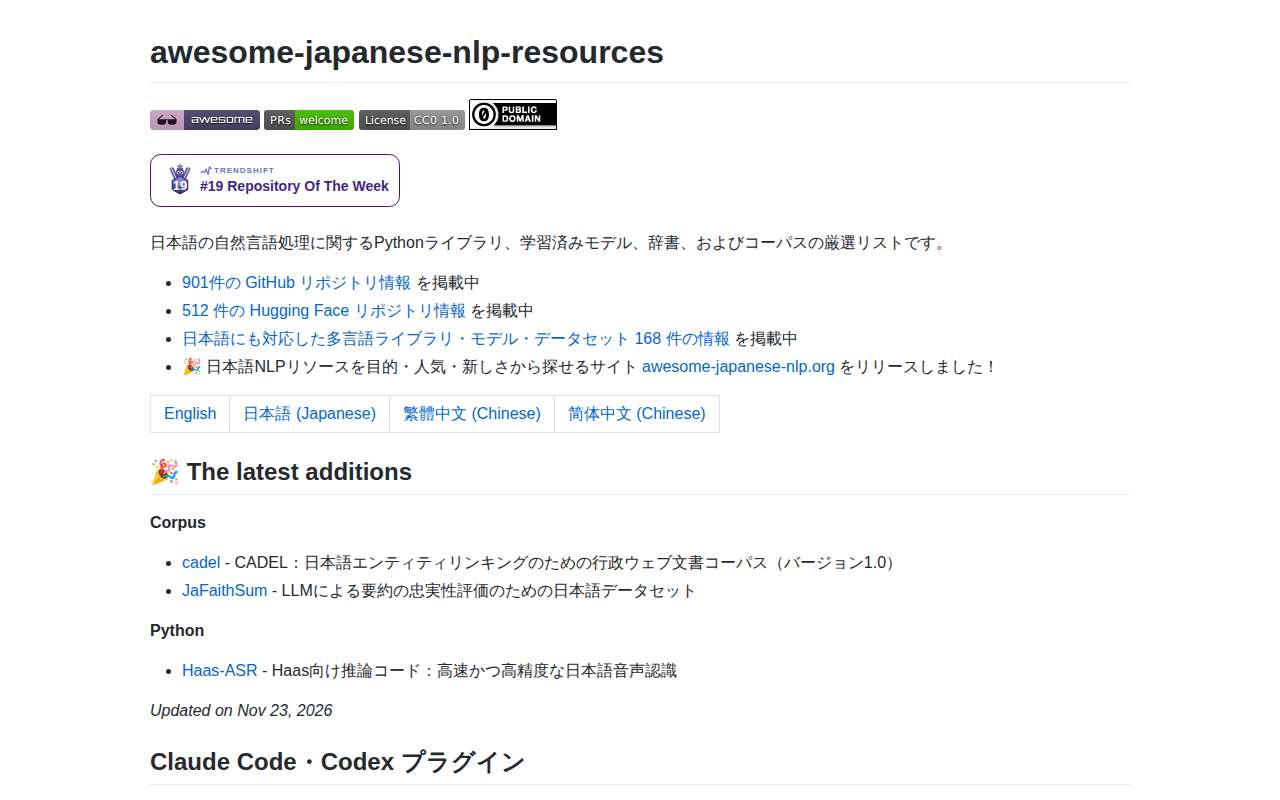 awesome-japanese-nlp-resources
awesome PRs welcome License CC0 1.0 0 PUBLIC DOMAIN
TRENDSHIFT
19 #19 Repository Of The Week
日本語の自然言語処理に関するPythonライブラリ、学習済みモデル、辞書、およびコーパスの厳選リストです。
901件の GitHub リポジトリ情報 を掲載中
512 件の Hugging Face リポジトリ情報 を掲載中
日本語にも対応した多言語ライブラリ・モデル・データセット 168 件の情報 を掲載中
🎉 日本語NLPリソースを目的・人気・新しさから探せるサイト awesome-japanese-nlp.org をリリースしました！
English 日本語 (Japanese) 繁體中文 (Chinese) 简体中文 (Chinese)
🎉 The latest additions
Corpus
cadel - CADEL：日本語エンティティリンキングのための行政ウェブ文書コーパス（バージョン1.0）
JaFaithSum - LLMによる要約の忠実性評価のための日本語データセット
Python
Haas-ASR - Haas向け推論コード：高速かつ高精度な日本語音声認識
Updated on Nov 23, 2026
Claude Code・Codex プラグイン